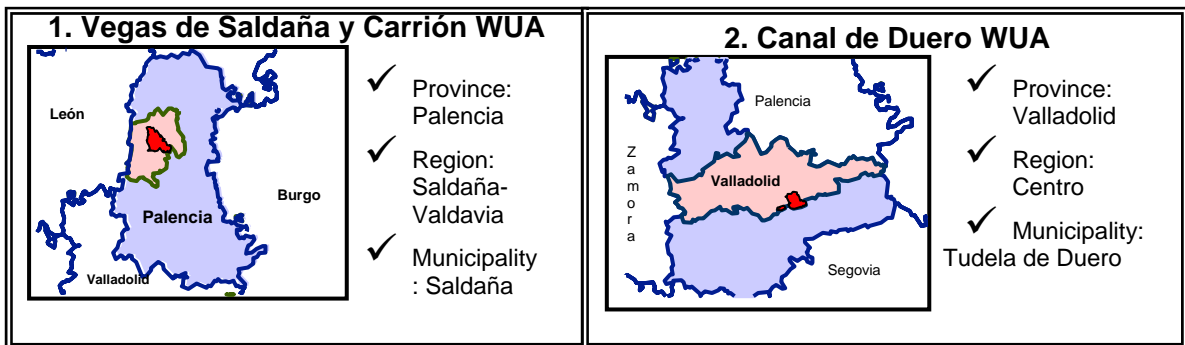 1. Vegas de Saldaña y Carrión WUA
León
Burgo
Palencia
Valladolid
✓ Province:
Palencia
✓ Region:
Saldaña-
Valdavia
✓ Municipality
: Saldaña
2. Canal de Duero WUA
Palencia
Zamora
Valladolid
Segovia
✓ Province:
Valladolid
✓ Region:
Centro
✓ Municipality:
Tudela de Duero